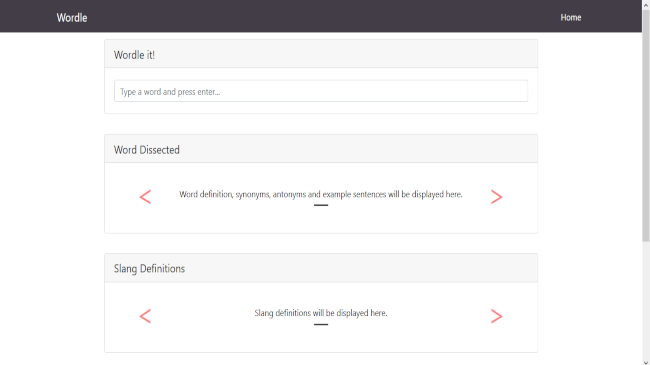 Wordle
Home
Wordle it!
Type a word and press enter...
Word Dissected
Word definition, synonyms, antonyms and example sentences will be displayed here.
Slang Definitions
Slang definitions will be displayed here.